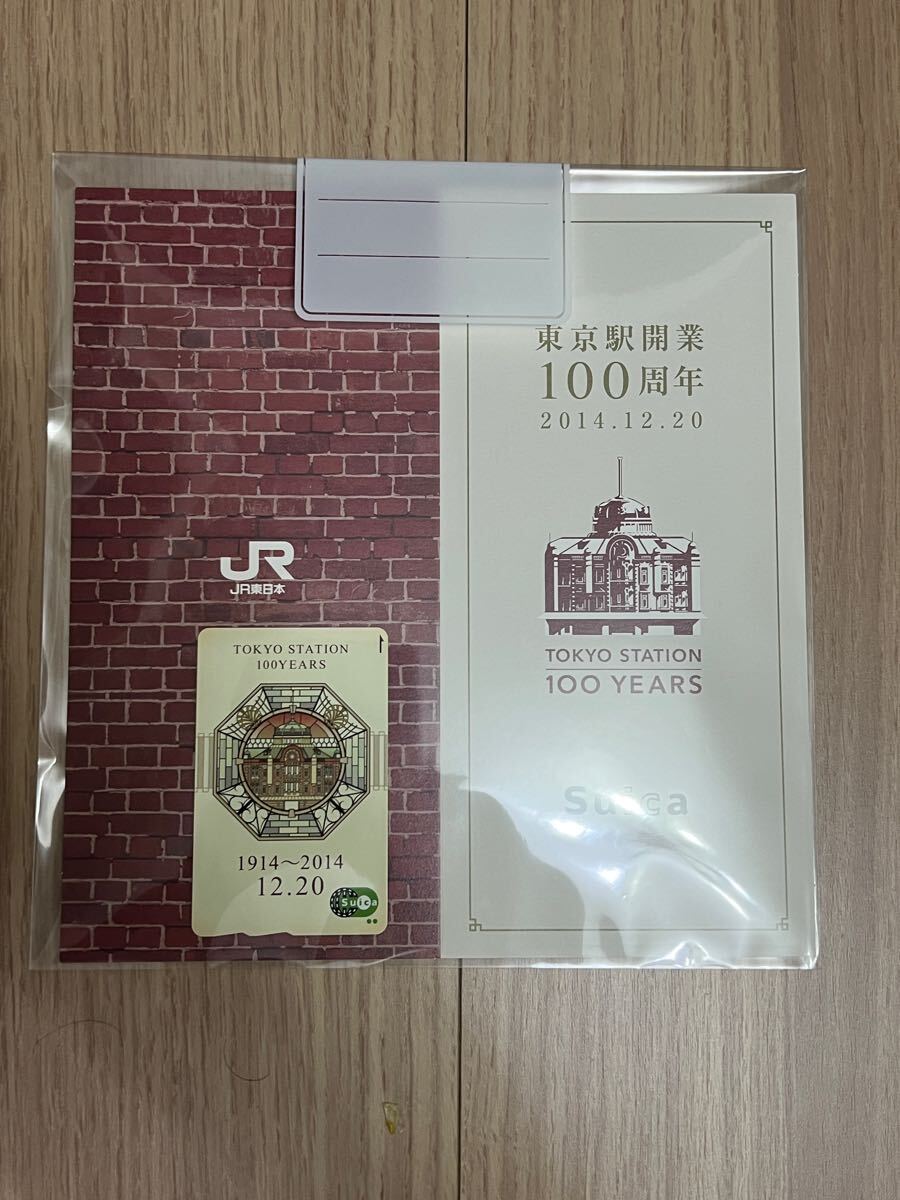 JR
JR東日本
TOKYO STATION
100YEARS
1914～2014
12.20
Suica
東京駅開業
100周年
2014.12.20
TOKYO STATION
100 YEARS
Suica